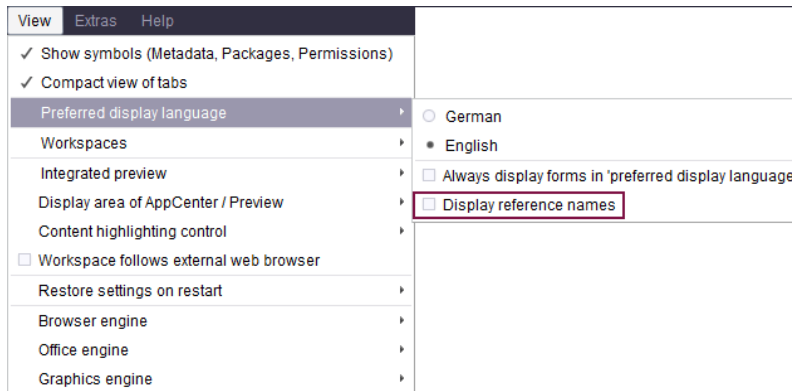 View Extras Help
Show symbols (Metadata, Packages, Permissions)
Compact view of tabs
Preferred display language
German
Workspaces
English
Integrated preview
Always display forms in 'preferred display language
Display area of AppCenter / Preview
Display reference names
Content highlighting control
Workspace follows external web browser
Restore settings on restart
Browser engine
Office engine
Graphics engine